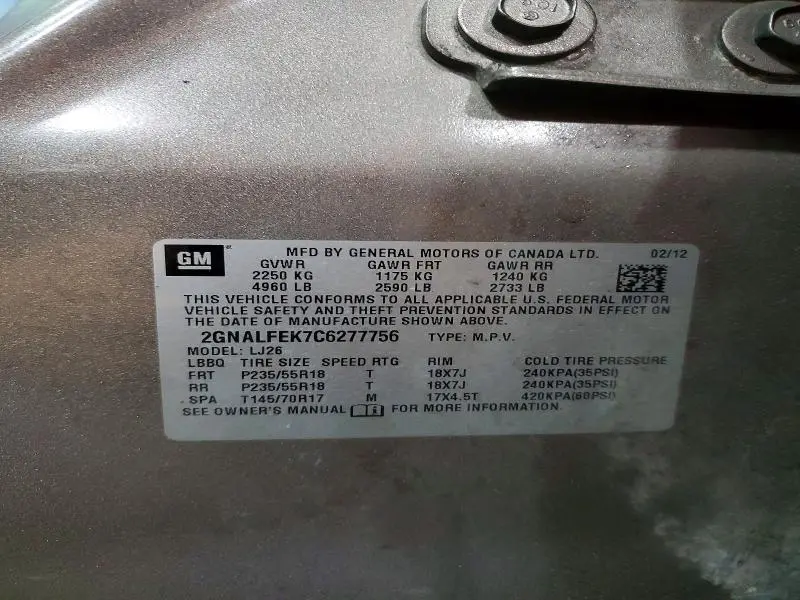 GM
MFD BY GENERAL MOTORS OF CANADA LTD. 02/12
GVWR GAWR FRT GAWR RR
2250 KG 1175 KG 1240 KG
4960 LB 2590 LB 2733 LB
THIS VEHICLE CONFORMS TO ALL APPLICABLE U.S. FEDERAL MOTOR
VEHICLE SAFETY AND THEFT PREVENTION STANDARDS IN EFFECT ON
THE DATE OF MANUFACTURE SHOWN ABOVE.
2GNALFEK7C6277756 TYPE: M.P.V.
MODEL: LJ26
LBBQ TIRE SIZE SPEED RTG RIM COLD TIRE PRESSURE
FRT P235/55R18 T 18X7J 240KPA(35PSI)
RR P235/55R18 T 18X7J 240KPA(35PSI)
SPA T145/70R17 M 17X4.5T 420KPA(60PSI)
SEE OWNER'S MANUAL FOR MORE INFORMATION.